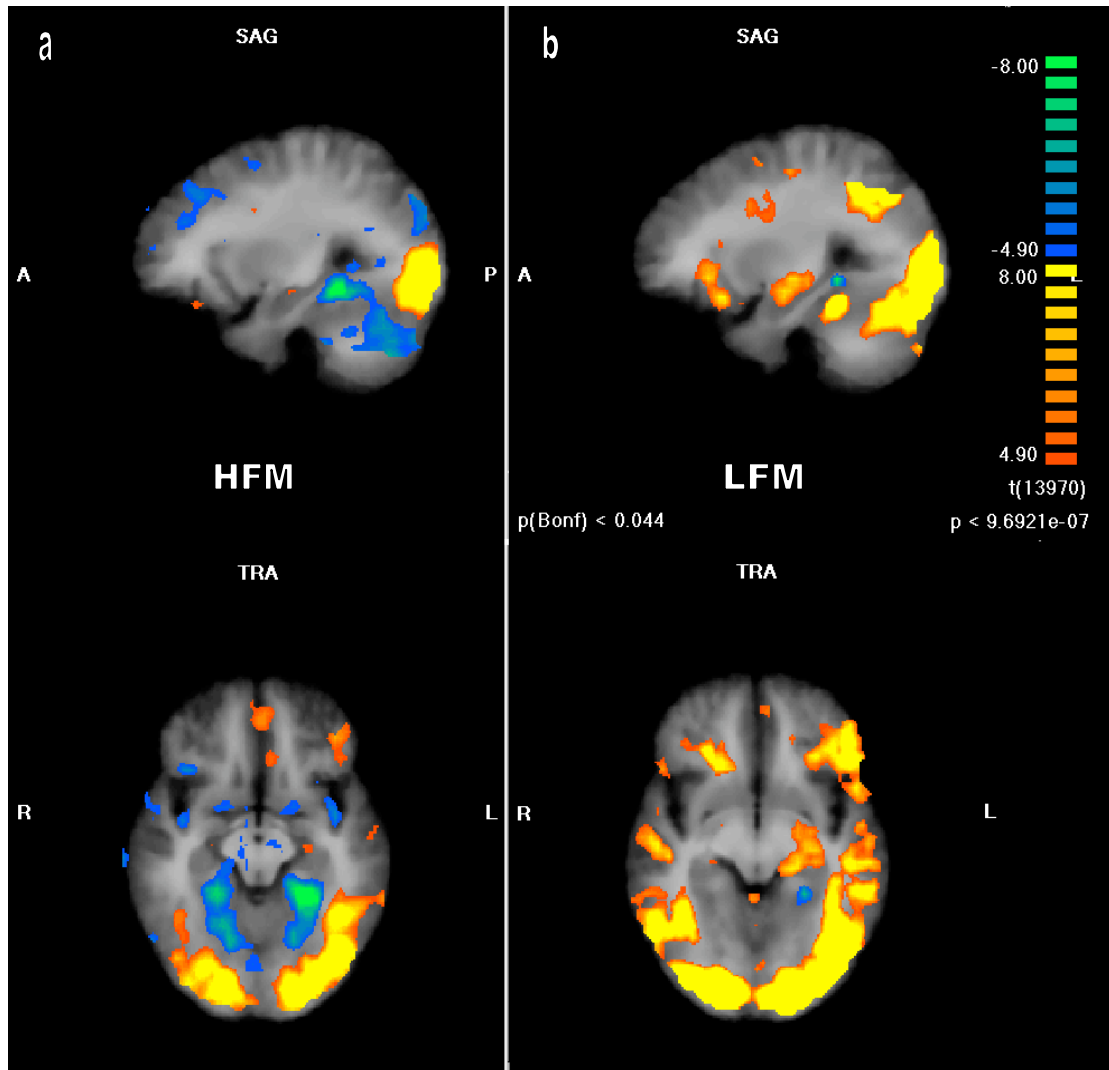 a
SAG
A
P
HFM
TRA
R
L
b
SAG
-8.00
-4.90
8.00
A
L
4.90
LFM
t(13970)
p(Bonf) < 0.044
p < 9.6921e-07
TRA
R
L